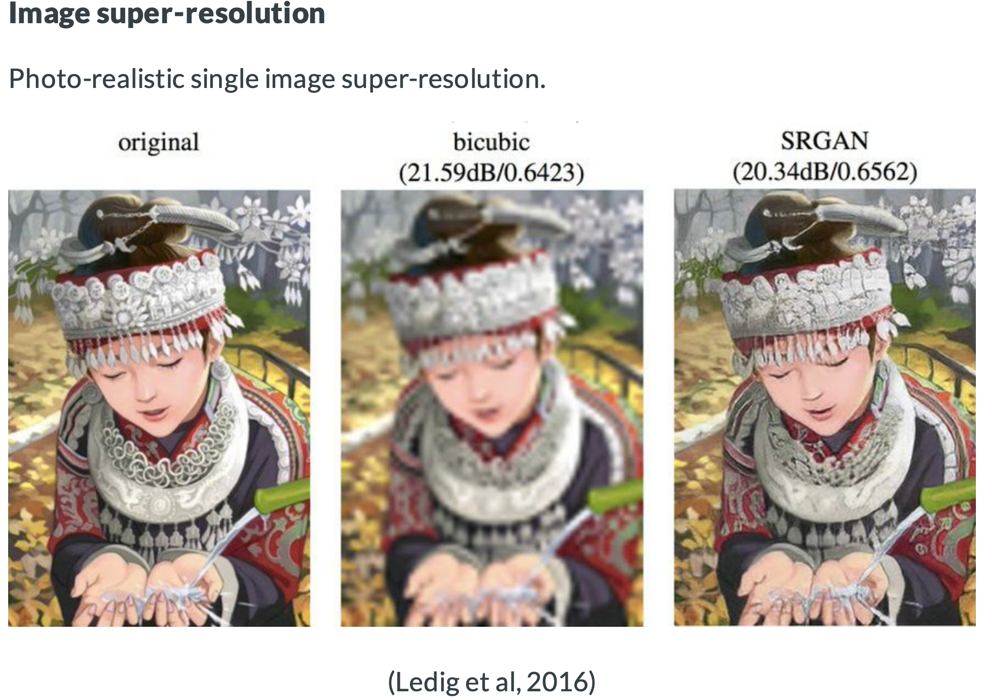 Image super-resolution
Photo-realistic single image super-resolution.
original
bicubic
(21.59dB/0.6423)
SRGAN
(20.34dB/0.6562)
(Ledig et al, 2016)